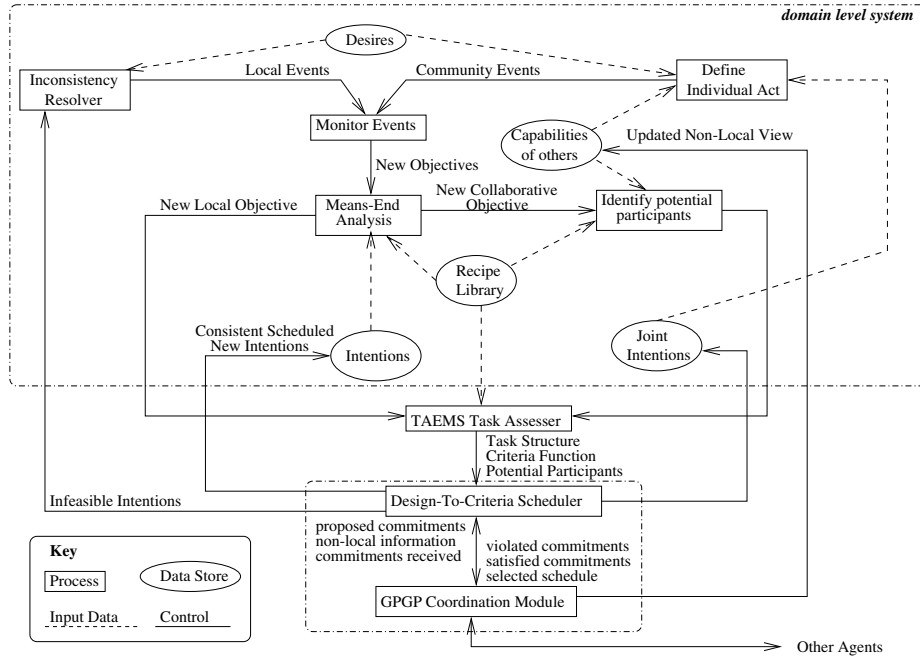 domain level system
Desires
Inconsistency
Resolver
Local Events
Community Events
Define
Individual Act
Monitor Events
Capabilities
of others
Updated Non-Local View
New Objectives
New Local Objective
Means-End
Analysis
New Collaborative
Objective
Identify potential
participants
Recipe
Library
Consistent Scheduled
New Intentions
Intentions
Joint
Intentions
TAEMS Task Assesser
Task Structure
Criteria Function
Potential Participants
Infeasible Intentions
Design-To-Criteria Scheduler
proposed commitments
non-local information
commitments received
violated commitments
satisfied commitments
selected schedule
GPGP Coordination Module
Other Agents
Key
Process
Data Store
Input Data
Control